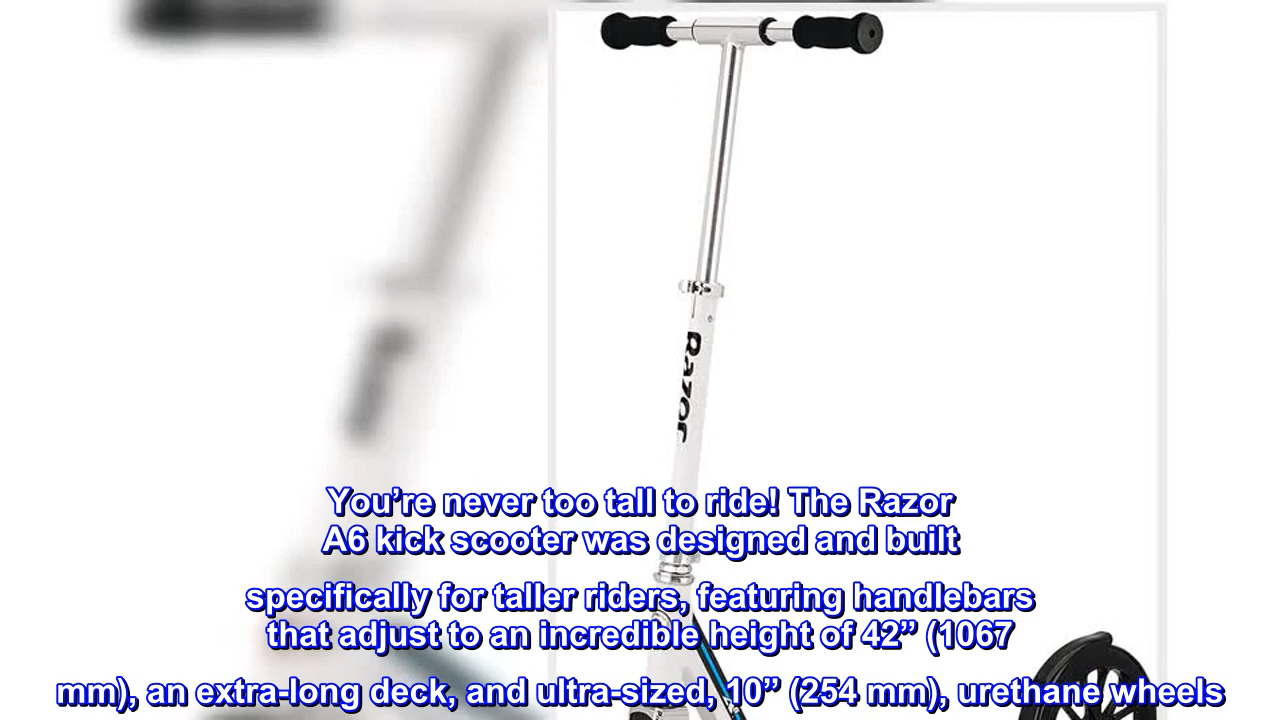 Razor
You’re never too tall to ride! The Razor
A6 kick scooter was designed and built
specifically for taller riders, featuring handlebars
that adjust to an incredible height of 42” (1067
mm), an extra-long deck, and ultra-sized, 10” (254 mm), urethane wheels